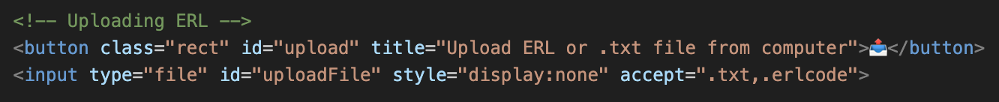 <!-- Uploading ERL -->
<button class="rect" id="upload" title="Upload ERL or .txt file from computer">📤</button>
<input type="file" id="uploadFile" style="display:none" accept=".txt,.erlcode">